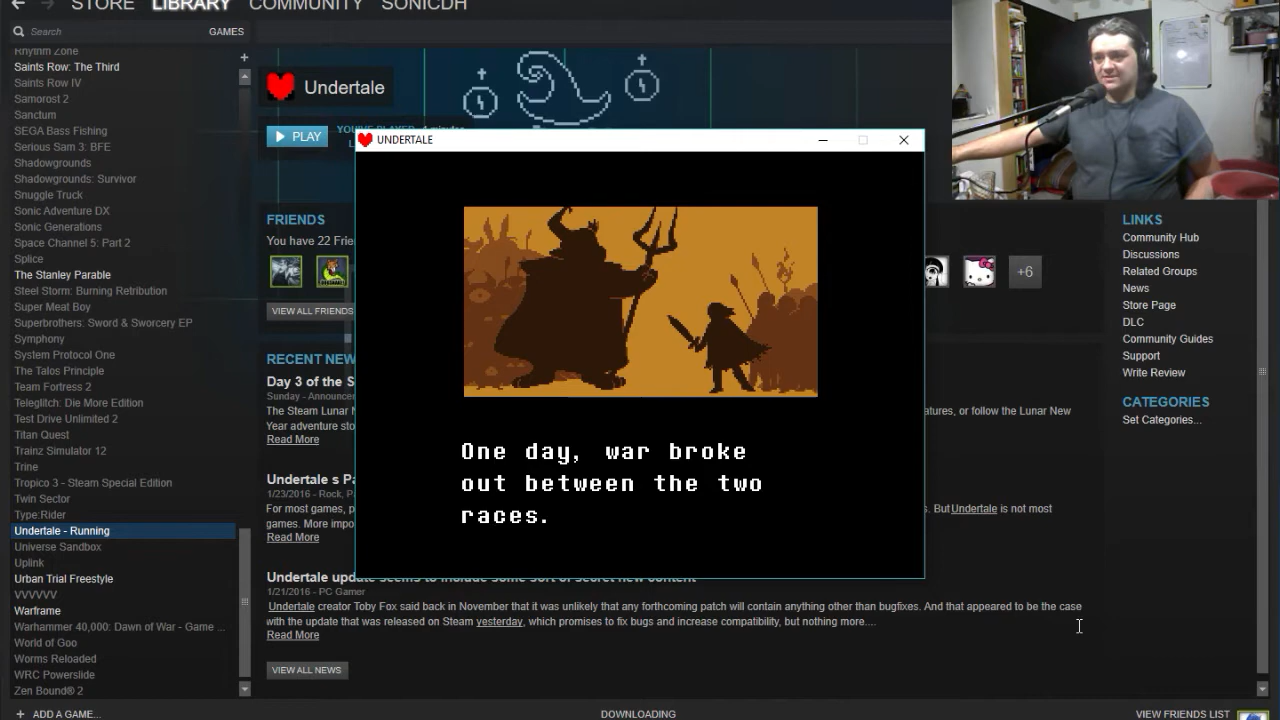 STORE LIBRARY COMMUNITY SONICDH
Search GAMES
Rhythm Zone
Saints Row: The Third
Saints Row IV
Samorost 2
Sanctum
SEGA Bass Fishing
Serious Sam 3: BFE
Shadowgrounds
Shadowgrounds: Survivor
Snuggle Truck
Sonic Adventure DX
Sonic Generations
Space Channel 5: Part 2
Splice
The Stanley Parable
Steel Storm: Burning Retribution
Super Meat Boy
Superbrothers: Sword & Sworcery EP
Symphony
System Protocol One
The Talos Principle
Team Fortress 2
Teleglitch: Die More Edition
Test Drive Unlimited 2
Titan Quest
Trainz Simulator 12
Trine
Tropico 3 - Steam Special Edition
Twin Sector
Type:Rider
Undertale - Running
Universe Sandbox
Uplink
Urban Trial Freestyle
VVVVVV
Warframe
Warhammer 40,000: Dawn of War - Game ...
World of Goo
Worms Reloaded
WRC Powerslide
Zen Bound® 2
+ ADD A GAME...
Undertale
PLAY
UNDERTALE
One day, war broke
out between the two
races.
FRIENDS
You have 22
+6
VIEW ALL FRIENDS
RECENT
Day 3 of the
Sunday -
The Steam Lunar
or follow the Lunar New
Year adventure
Read More
Undertale s
1/23/2016 - Rock,
For most games,
But Undertale is not most
games. More
Read More
Undertale update seems to include some sort of secret new content
1/21/2016 - PC Gamer
Undertale creator Toby Fox said back in November that it was unlikely that any forthcoming patch will contain anything other than bugfixes. And that appeared to be the case
with the update that was released on Steam yesterday, which promises to fix bugs and increase compatibility, but nothing more....
Read More
VIEW ALL NEWS
LINKS
Community Hub
Discussions
Related Groups
News
Store Page
DLC
Community Guides
Support
Write Review
CATEGORIES
Set Categories...
DOWNLOADING
VIEW FRIENDS LIST